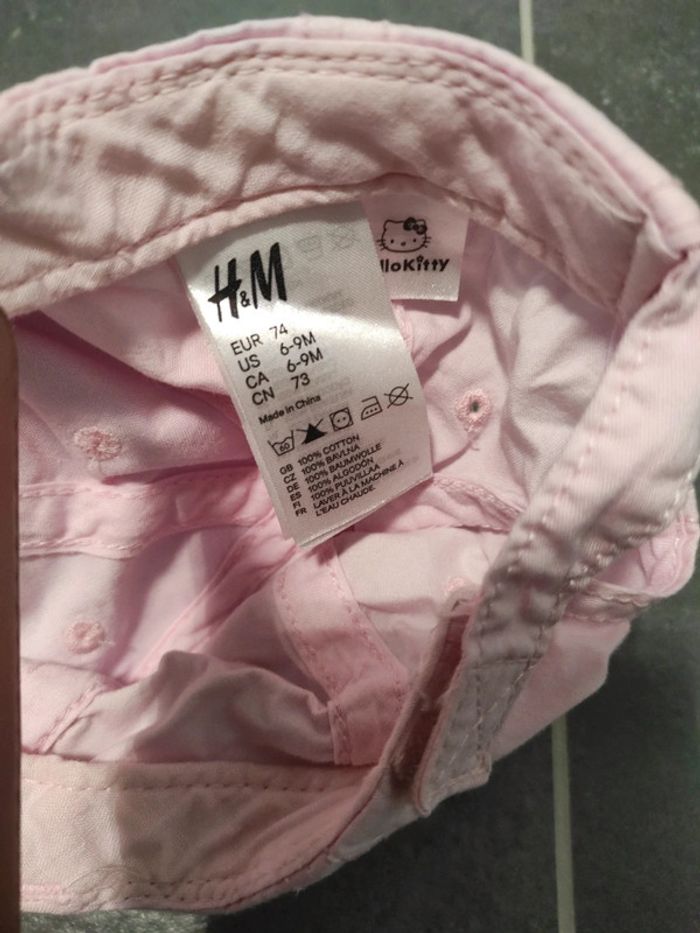 H&M
lloKitty
EUR 74
US 6-9M
CA 6-9M
CN 73
Made in China
60
GB 100% COTTON
CZ 100% BAVLNA
DE 100% BAUMWOLLE
ES 100% ALGODÓN
FI 100% PUUVILLAA
FR LAVER À LA MACHINE À
L'EAU CHAUDE.